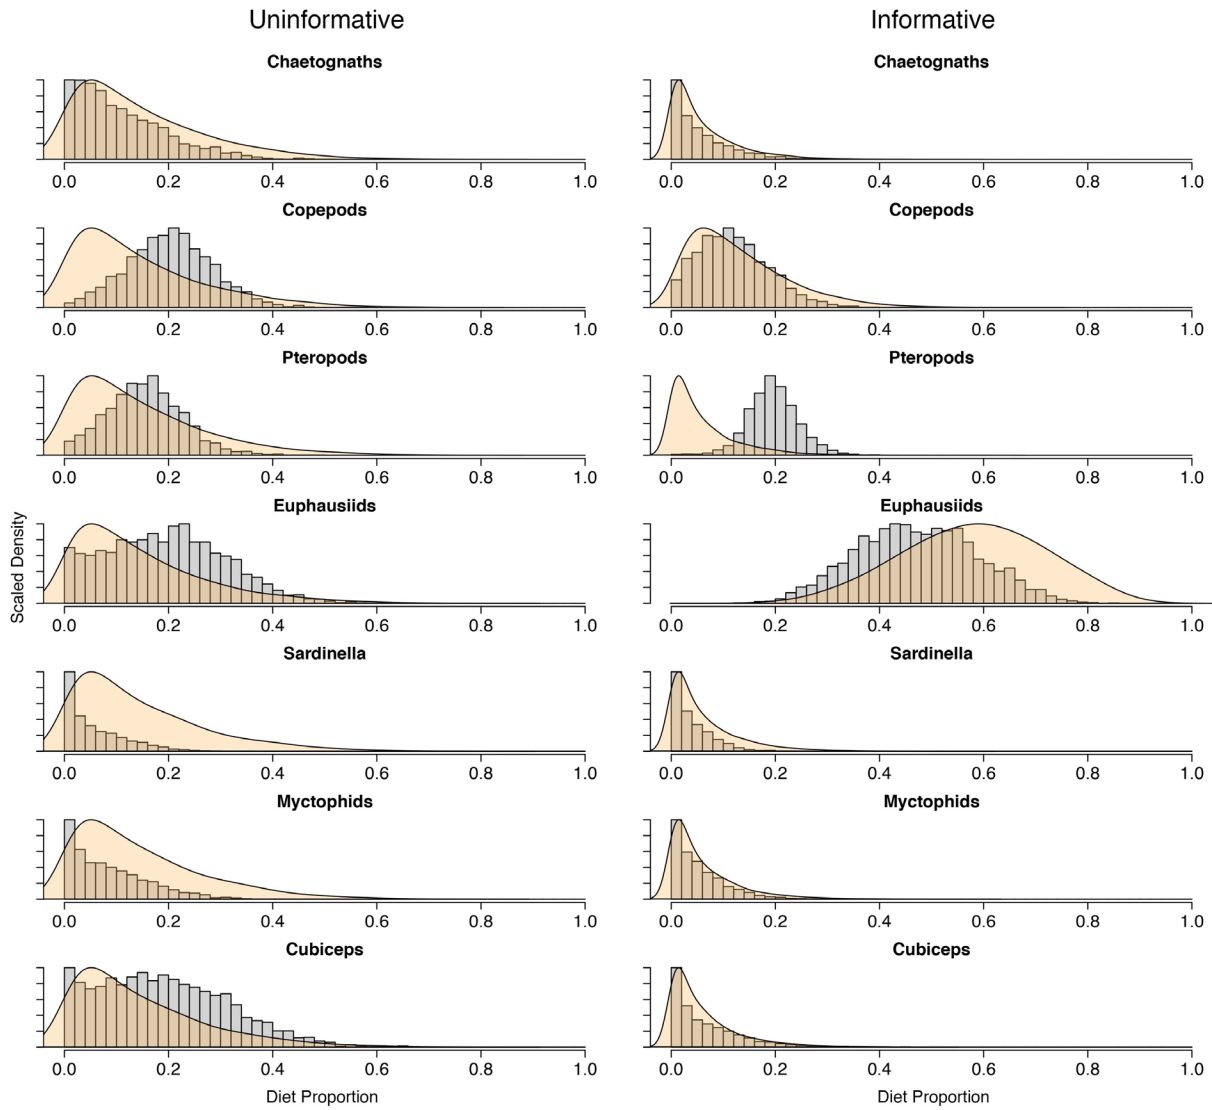 Uninformative Informative
Chaetognaths Chaetognaths
0.0 0.2 0.4 0.6 0.8 1.0 0.0 0.2 0.4 0.6 0.8 1.0
Copepods Copepods
0.0 0.2 0.4 0.6 0.8 1.0 0.0 0.2 0.4 0.6 0.8 1.0
Pteropods Pteropods
0.0 0.2 0.4 0.6 0.8 1.0 0.0 0.2 0.4 0.6 0.8 1.0
Euphausiids Euphausiids
Scaled Density
0.0 0.2 0.4 0.6 0.8 1.0 0.0 0.2 0.4 0.6 0.8 1.0
Sardinella Sardinella
0.0 0.2 0.4 0.6 0.8 1.0 0.0 0.2 0.4 0.6 0.8 1.0
Myctophids Myctophids
0.0 0.2 0.4 0.6 0.8 1.0 0.0 0.2 0.4 0.6 0.8 1.0
Cubiceps Cubiceps
0.0 0.2 0.4 0.6 0.8 1.0 0.0 0.2 0.4 0.6 0.8 1.0
Diet Proportion Diet Proportion